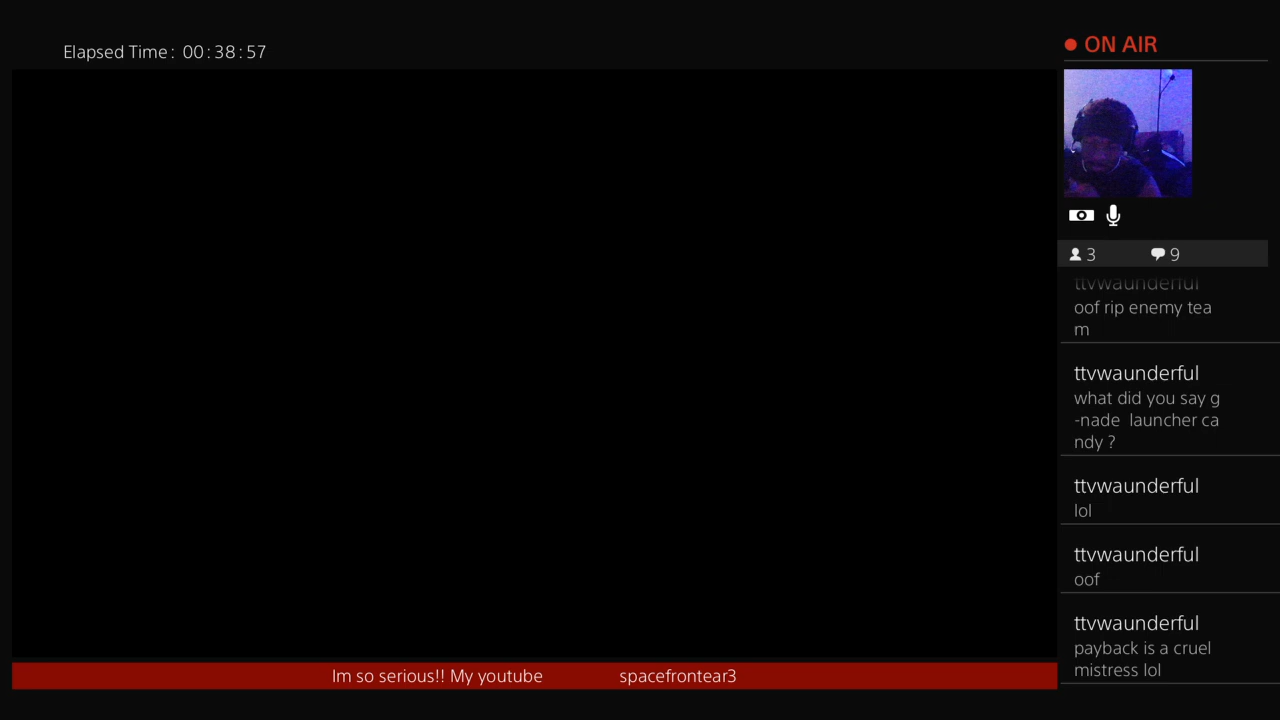 Elapsed Time: 00:38:57
ON AIR
3 9
ttvwaunderful
oof rip enemy tea
m
ttvwaunderful
what did you say g
-nade launcher ca
ndy ?
ttvwaunderful
lol
ttvwaunderful
oof
ttvwaunderful
payback is a cruel
mistress lol
Im so serious!! My youtube spacefrontear3